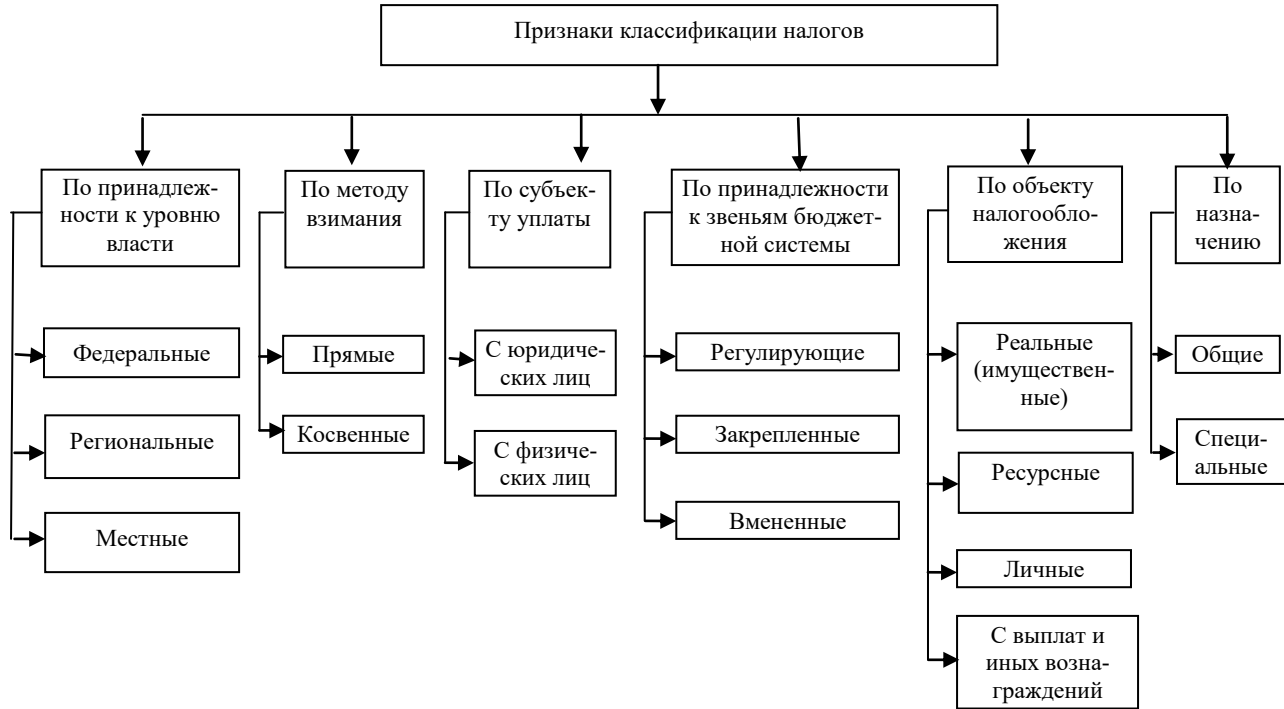 Признаки классификации налогов
По принадлеж-
ности к уровню
власти
Федеральные
Региональные
Местные
По методу
взимания
Прямые
Косвенные
По субъек-
ту уплаты
С юридиче-
ских лиц
С физиче-
ских лиц
По принадлежности
к звеньям бюджет-
ной системы
Регулирующие
Закрепленные
Вмененные
По объекту
налогообло-
жения
Реальные
(имуществен-
ные)
Ресурсные
Личные
С выплат и
иных возна-
граждений
По
назна-
чению
Общие
Специ-
альные